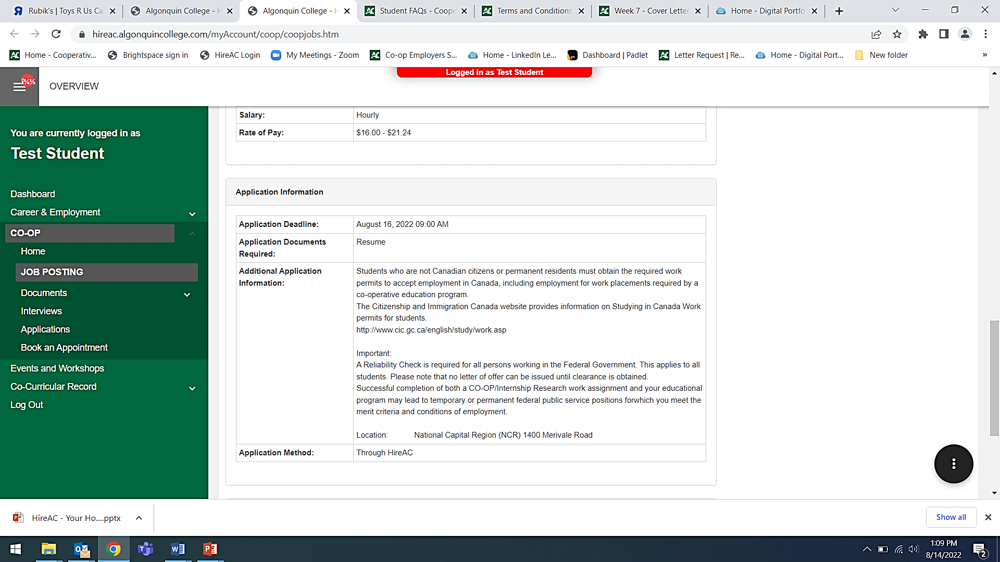 Rubik's | Toys R Us Ca
Algonquin College - H
Algonquin College - H
Student FAQs - Coope
Terms and Conditions
Week 7 - Cover Letter
Home - Digital Portfo
hireac.algonquincollege.com/myAccount/coop/coopjobs.htm
Home - Cooperativ...
Brightspace sign in
HireAC Login
My Meetings - Zoom
Co-op Employers S...
Home - LinkedIn Le...
Dashboard | Padlet
Letter Request | Re...
Home - Digital Port...
New folder
»
Logged in as Test Student
OVERVIEW
You are currently logged in as
Test Student
Dashboard
Career & Employment
CO-OP
Home
JOB POSTING
Documents
Interviews
Applications
Book an Appointment
Events and Workshops
Co-Curricular Record
Log Out
Salary: Hourly
Rate of Pay: $16.00 - $21.24
Application Information
Application Deadline: August 16, 2022 09:00 AM
Application Documents Required: Resume
Additional Application Information:
Students who are not Canadian citizens or permanent residents must obtain the required work
permits to accept employment in Canada, including employment for work placements required by a
co-operative education program.
The Citizenship and Immigration Canada website provides information on Studying in Canada Work
permits for students.
http://www.cic.gc.ca/english/study/work.asp
Important:
A Reliability Check is required for all persons working in the Federal Government. This applies to all
students. Please note that no letter of offer can be issued until clearance is obtained.
Successful completion of both a CO-OP/Internship Research work assignment and your educational
program may lead to temporary or permanent federal public service positions forwhich you meet the
merit criteria and conditions of employment.
Location: National Capital Region (NCR) 1400 Merivale Road
Application Method: Through HireAC
HireAC - Your Ho....pptx
Show all
1:09 PM
8/14/2022
2